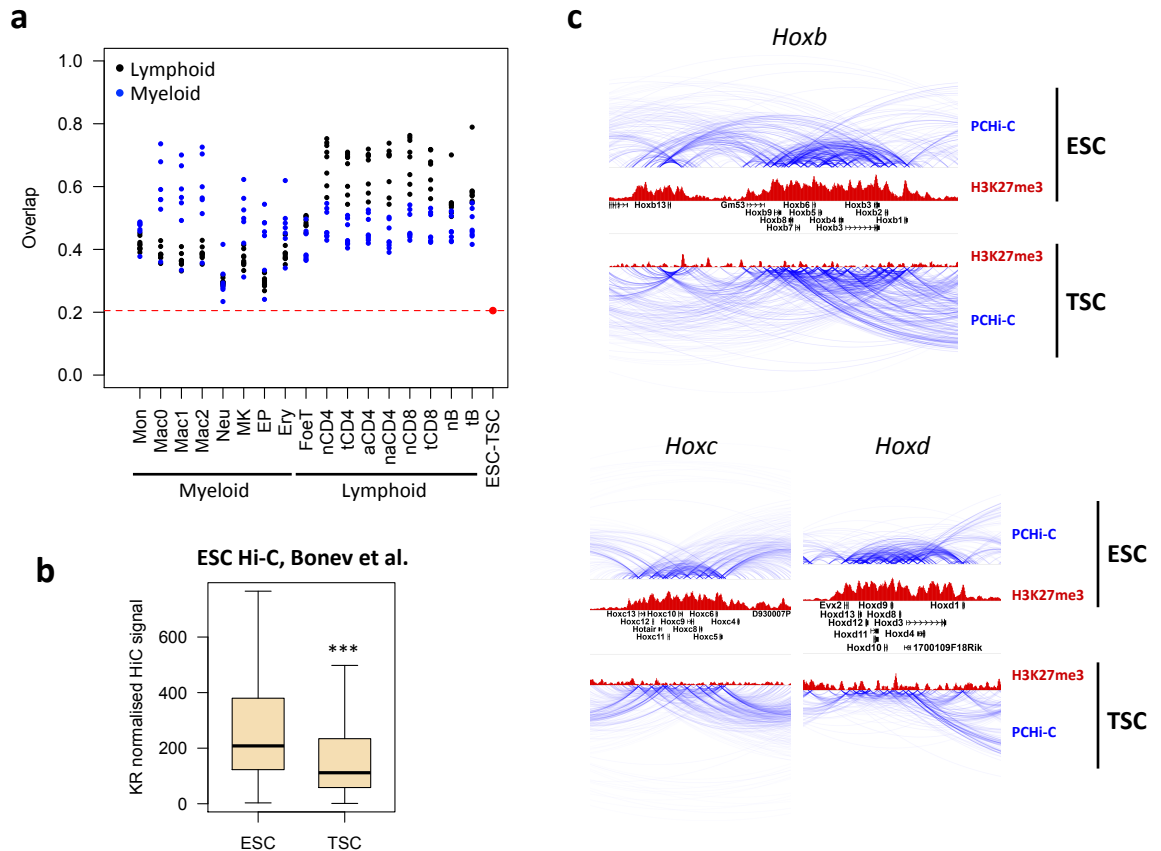 a
1.0
0.8
0.6
0.4
0.2
0.0
Overlap
Lymphoid
Myeloid
Mon
Mac0
Mac1
Mac2
Neu
MK
EP
Ery
FoeT
nCD4
tCD4
aCD4
naCD4
nCD8
tCD8
nB
tB
ESC-TSC
Myeloid
Lymphoid
b
ESC Hi-C, Bonev et al.
KR normalised HiC signal
600
400
200
0
***
ESC
TSC
c
Hoxb
PCHi-C
ESC
H3K27me3
Hoxb13
Gm53
Hoxb6
Hoxb3
Hoxb9
Hoxb5
Hoxb2
Hoxb8
Hoxb4
Hoxb1
Hoxb7
Hoxb3
H3K27me3
TSC
PCHi-C
Hoxc
Hoxd
PCHi-C
ESC
H3K27me3
Hoxc13
Hoxc10
Hoxc6
D930007P
Hoxc12
Hoxc9
Hoxc4
Hotair
Hoxc8
Hoxc11
Hoxc5
Evx2
Hoxd9
Hoxd1
Hoxd13
Hoxd8
Hoxd12
Hoxd3
Hoxd11
Hoxd4
Hoxd10
1700109F18Rik
H3K27me3
TSC
PCHi-C